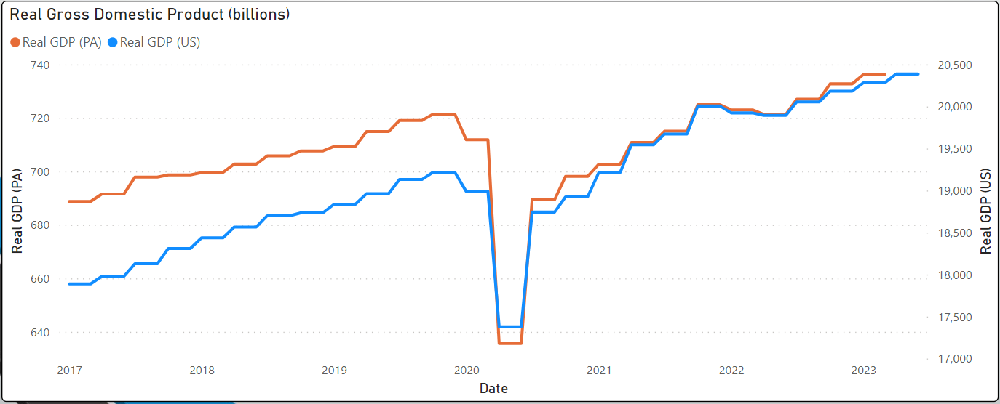 Real Gross Domestic Product (billions)
Real GDP (PA) Real GDP (US)
740 20,500
720 20,000
19,500
700
19,000
680
18,500
660 18,000
17,500
640
17,000
Real GDP (PA)
Real GDP (US)
2017 2018 2019 2020 2021 2022 2023
Date